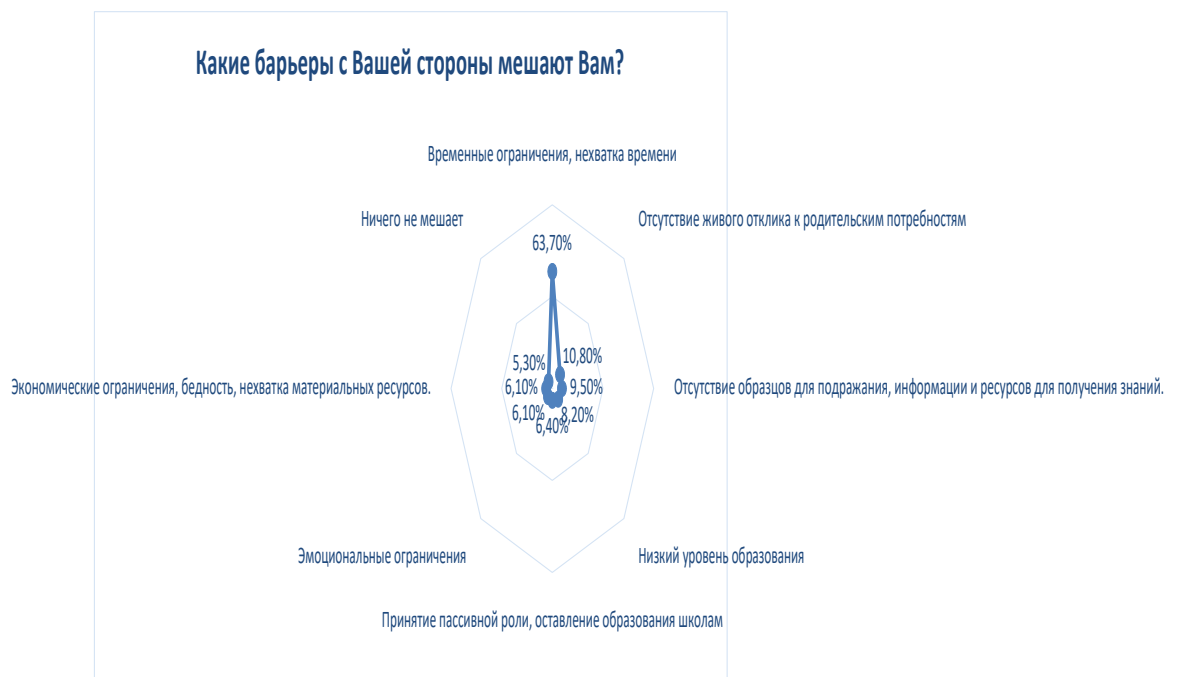 Какие барьеры с Вашей стороны мешают Вам?
Временные ограничения, нехватка времени
Ничего не мешает
Отсутствие живого отклика к родительским потребностям
63,70%
5,30%
10,80%
Экономические ограничения, бедность, нехватка материальных ресурсов.
6,10%
9,50%
Отсутствие образцов для подражания, информации и ресурсов для получения знаний.
6,10%
6,40%
8,20%
Эмоциональные ограничения
Низкий уровень образования
Принятие пассивной роли, оставление образования школам